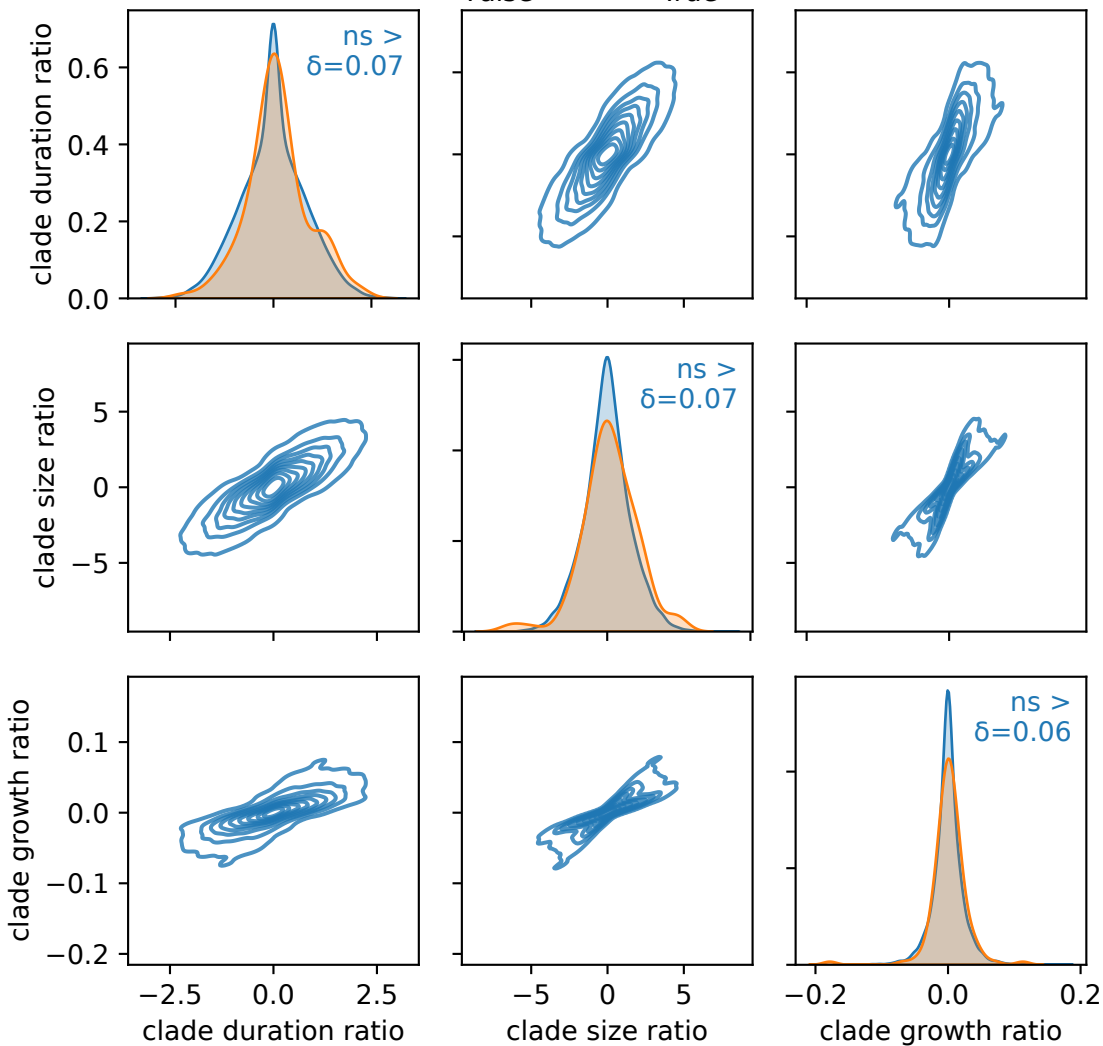 clade duration ratio
0.6
0.4
0.2
0.0
ns >
δ=0.07
clade size ratio
5
0
−5
ns >
δ=0.07
clade growth ratio
0.1
0.0
−0.1
−0.2
ns >
δ=0.06
−2.5 0.0 2.5
clade duration ratio
−5 0 5
clade size ratio
−0.2 0.0 0.2
clade growth ratio